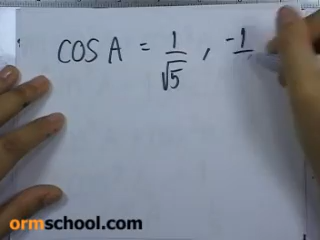 COS A = 1/√5 , -1/
ormschool.com